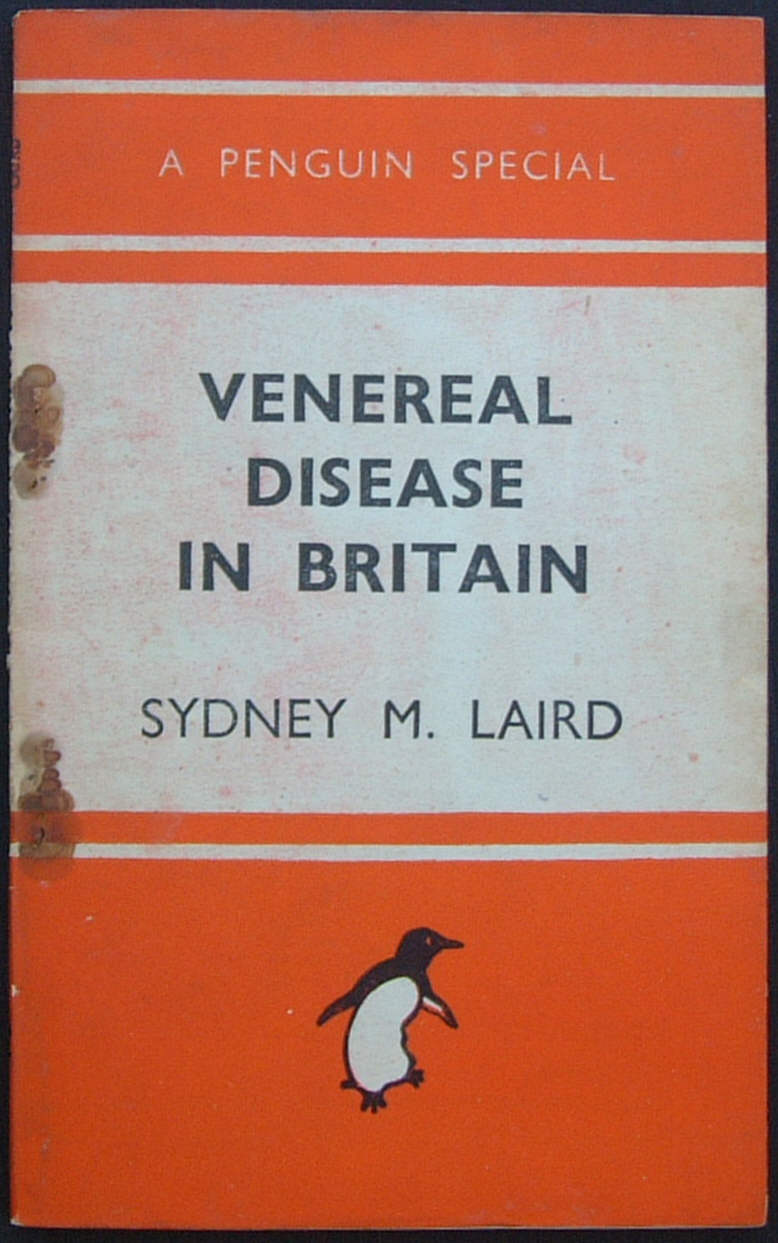 A PENGUIN SPECIAL
VENEREAL
DISEASE
IN BRITAIN
SYDNEY M. LAIRD